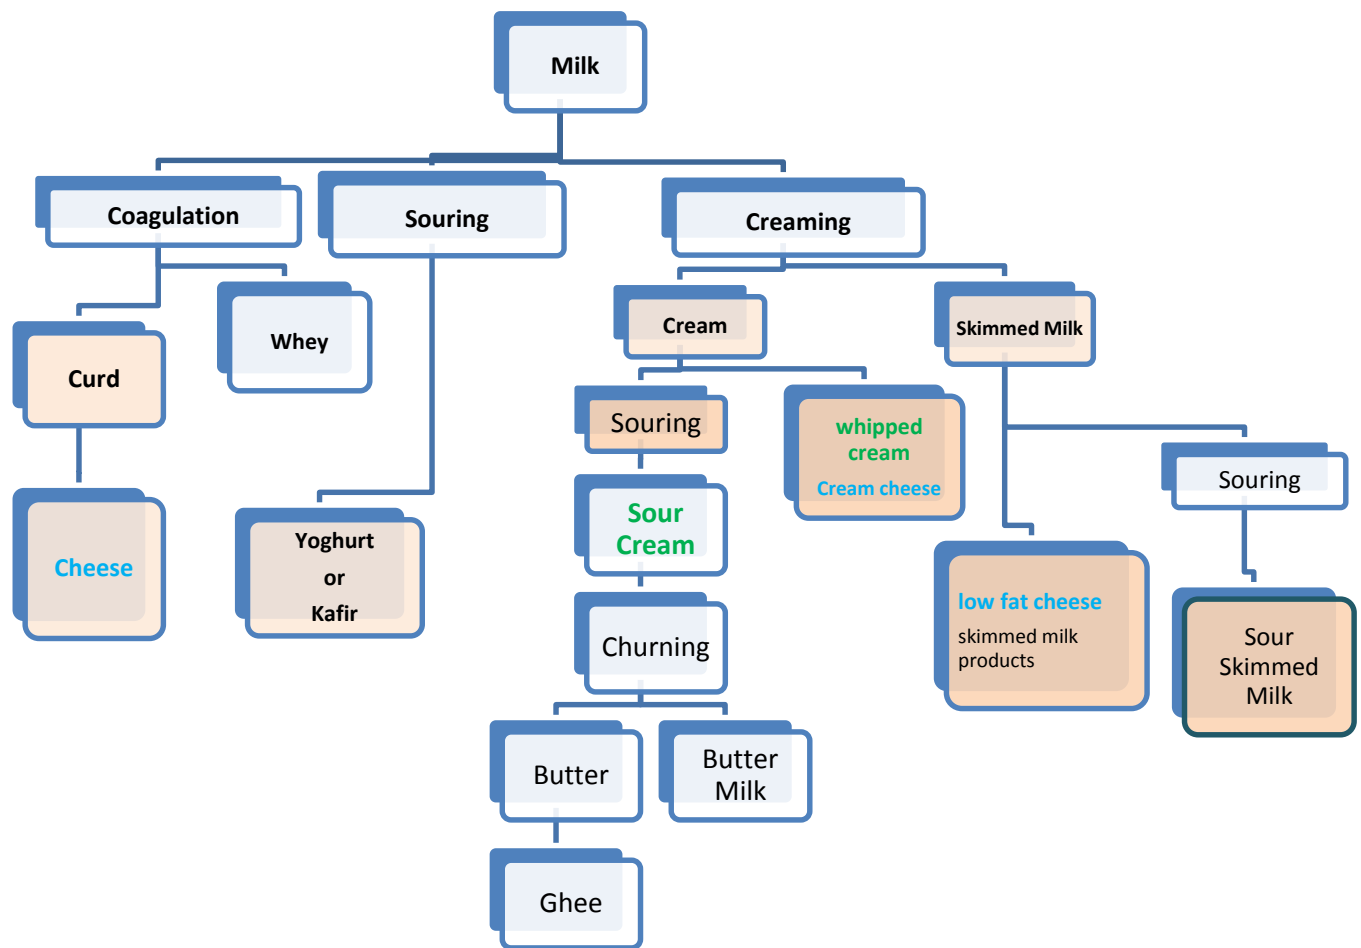 Milk
Coagulation
Souring
Creaming
Cream
Skimmed Milk
Whey
Curd
Souring
whipped
cream
Cream cheese
Souring
Cheese
Yoghurt
or
Kafir
Sour
Cream
low fat cheese
skimmed milk
products
Sour
Skimmed
Milk
Churning
Butter
Butter
Milk
Ghee